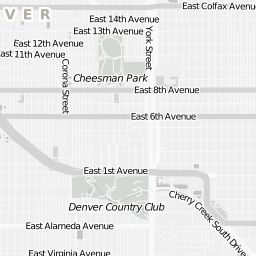 East Colfax Avenue
VER
East 14th Avenue
East 13th Avenue
York Street
East 12th Avenue
East 11th Avenue
Corona Street
Cheesman Park
East 8th Avenue
East 6th Avenue
East 1st Avenue
Cherry Creek South Drive
Denver Country Club
East Alameda Avenue
East Virginia Avenue